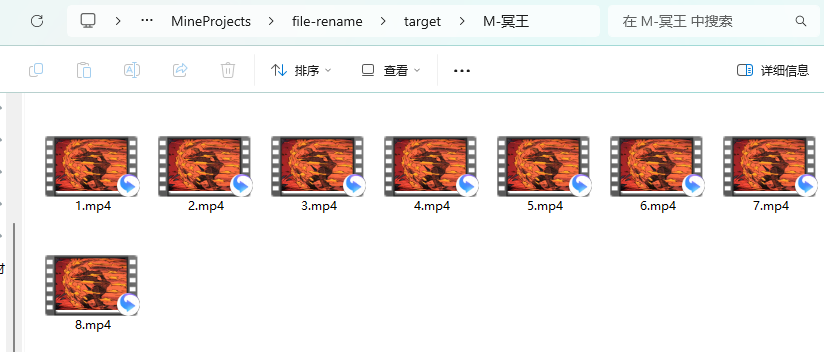 MineProjects > file-rename > target > M-冥王
在 M-冥王 中搜索
排序
查看
详细信息
1.mp4
2.mp4
3.mp4
4.mp4
5.mp4
6.mp4
7.mp4
8.mp4